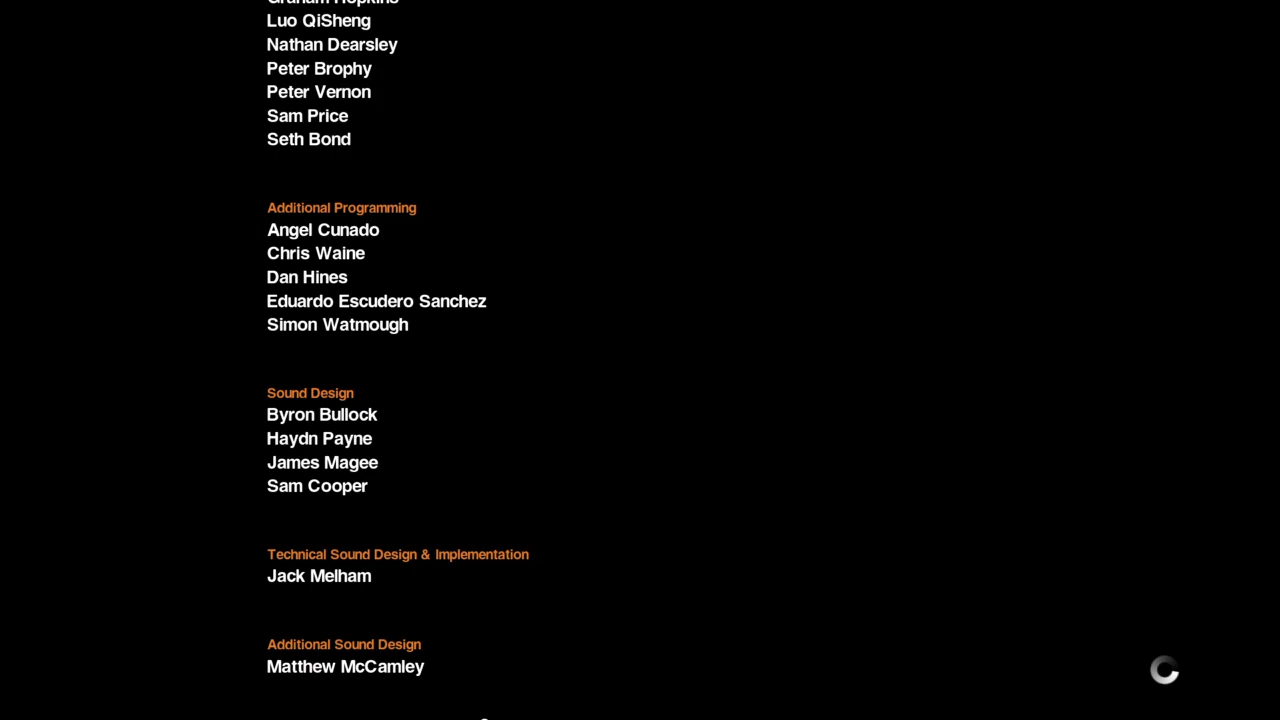 Graham Hopkins
Luo QiSheng
Nathan Dearsley
Peter Brophy
Peter Vernon
Sam Price
Seth Bond
Additional Programming
Angel Cunado
Chris Waine
Dan Hines
Eduardo Escudero Sanchez
Simon Watmough
Sound Design
Byron Bullock
Haydn Payne
James Magee
Sam Cooper
Technical Sound Design & Implementation
Jack Melham
Additional Sound Design
Matthew McCamley